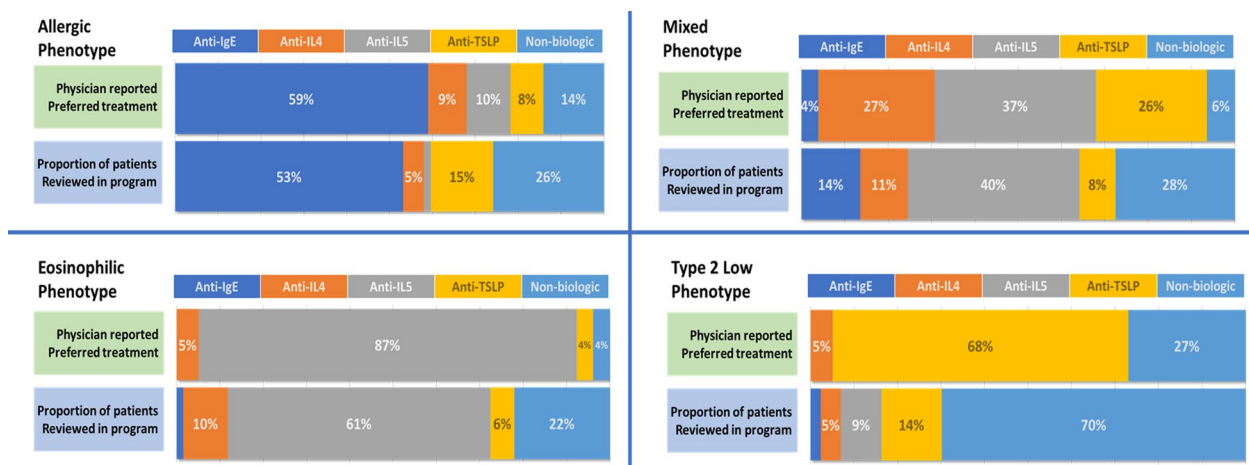 Allergic
Phenotype
Anti-IgE Anti-IL4 Anti-IL5 Anti-TSLP Non-biologic
Physician reported
Preferred treatment
59% 9% 10% 8% 14%
Proportion of patients
Reviewed in program
53% 5% 15% 26%
Mixed
Phenotype
Anti-IgE Anti-IL4 Anti-IL5 Anti-TSLP Non-biologic
Physician reported
Preferred treatment
4% 27% 37% 26% 6%
Proportion of patients
Reviewed in program
14% 11% 40% 8% 28%
Eosinophilic
Phenotype
Anti-IgE Anti-IL4 Anti-IL5 Anti-TSLP Non-biologic
Physician reported
Preferred treatment
5% 87% 4% 4%
Proportion of patients
Reviewed in program
10% 61% 6% 22%
Type 2 Low
Phenotype
Anti-IgE Anti-IL4 Anti-IL5 Anti-TSLP Non-biologic
Physician reported
Preferred treatment
5% 68% 27%
Proportion of patients
Reviewed in program
5% 9% 14% 70%